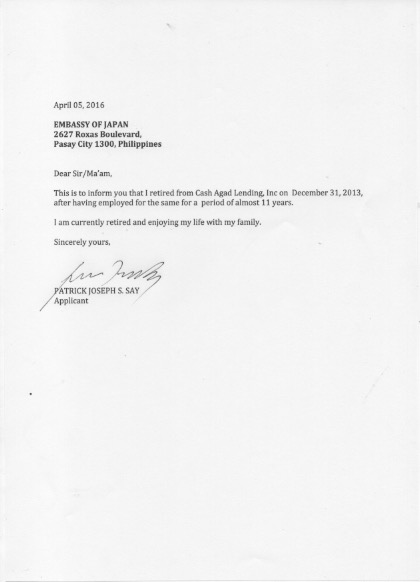 April 05, 2016
EMBASSY OF JAPAN
2627 Roxas Boulevard,
Pasay City 1300, Philippines
Dear Sir/Ma'am,
This is to inform you that I retired from Cash Agad Lending, Inc on December 31, 2013,
after having employed for the same for a period of almost 11 years.
I am currently retired and enjoying my life with my family.
Sincerely yours,
PATRICK JOSEPH S. SAY
Applicant